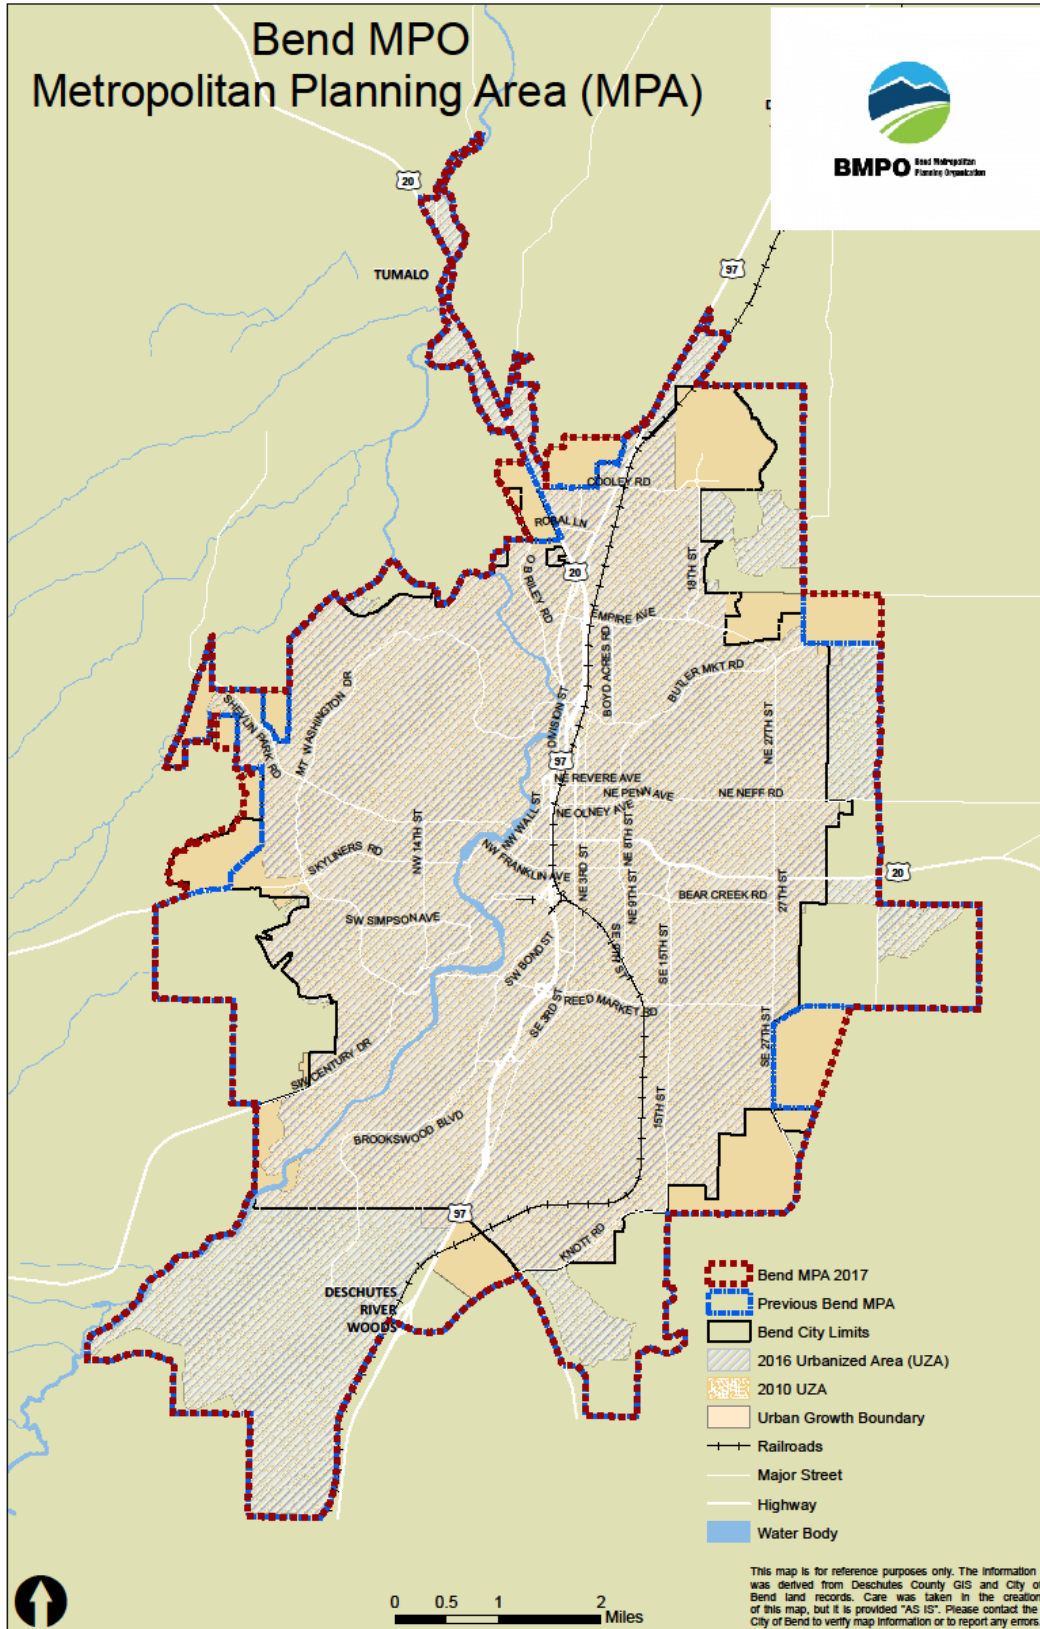 Bend MPO
Metropolitan Planning Area (MPA)
BMPO Bend Metropolitan
Planning Organization
20
97
TUMALO
COOLEY RD
ROBAL LN
20
O B RILEY RD
18TH ST
EMPIRE AVE
BOYD ACRES RD
BUTLER MKT RD
MT WASHINGTON DR
SHEVLIN PARK RD
DIVISION ST
NE 27TH ST
97
NE REVERE AVE
NE PENN AVE
NE NEFF RD
NE OLNEY AVE
NW WALL ST
NW 14TH ST
SKYLINERS RD
NW FRANKLIN AVE
NE 3RD ST
NE 8TH ST
20
NE 9TH ST
BEAR CREEK RD
27TH ST
SW SIMPSON AVE
SW BOND ST
SE 9TH ST
SE 15TH ST
REED MARKET RD
SE 3RD ST
SE 27TH ST
SW CENTURY DR
15TH ST
BROOKSWOOD BLVD
97
KNOTT RD
DESCHUTES
RIVER
WOODS
Bend MPA 2017
Previous Bend MPA
Bend City Limits
2016 Urbanized Area (UZA)
2010 UZA
Urban Growth Boundary
Railroads
Major Street
Highway
Water Body
0 0.5 1 2
Miles
This map is for reference purposes only. The information
was derived from Deschutes County GIS and City of
Bend land records. Care was taken in the creation
of this map, but it is provided "AS IS". Please contact the
City of Bend to verify map information or to report any errors.